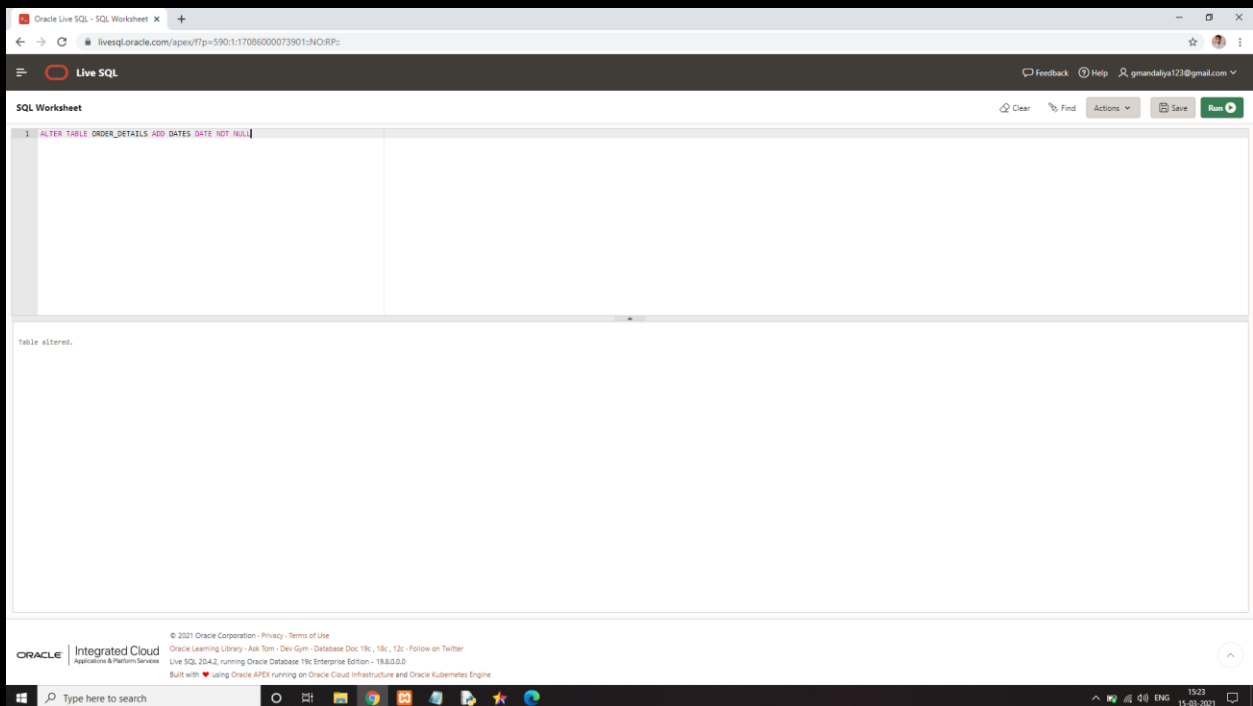 Oracle Live SQL - SQL Worksheet
livesql.oracle.com/apex/f?p=590:1:17086000073901::NO:RP::
Live SQL
Feedback Help gmandaliya123@gmail.com
SQL Worksheet
Clear Find Actions Save Run
1 ALTER TABLE ORDER_DETAILS ADD DATES DATE NOT NULL
Table altered.
© 2021 Oracle Corporation - Privacy - Terms of Use
ORACLE Integrated Cloud Applications & Platform Services
Oracle Learning Library - Ask Tom - Dev Gym - Database Doc 19c, 18c, 12c - Follow on Twitter
Live SQL 20.4.2, running Oracle Database 19c Enterprise Edition - 19.8.0.0.0
Built with ❤ using Oracle APEX running on Oracle Cloud Infrastructure and Oracle Kubernetes Engine
Type here to search
ENG
15:23
15-03-2021